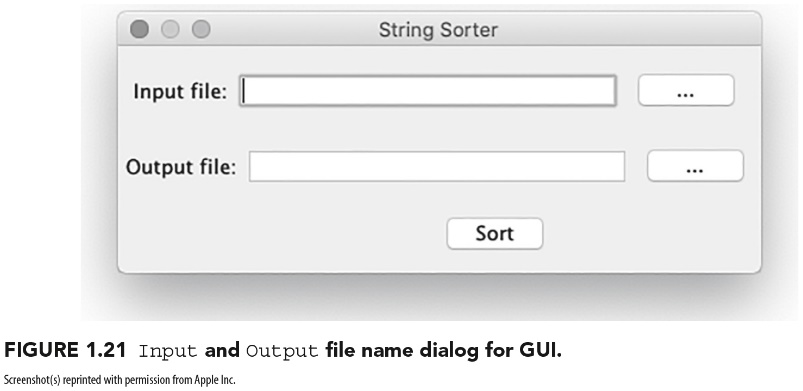 String Sorter
Input file: ...
Output file: ...
Sort
FIGURE 1.21 Input and Output file name dialog for GUI.
Screenshot(s) reprinted with permission from Apple Inc.